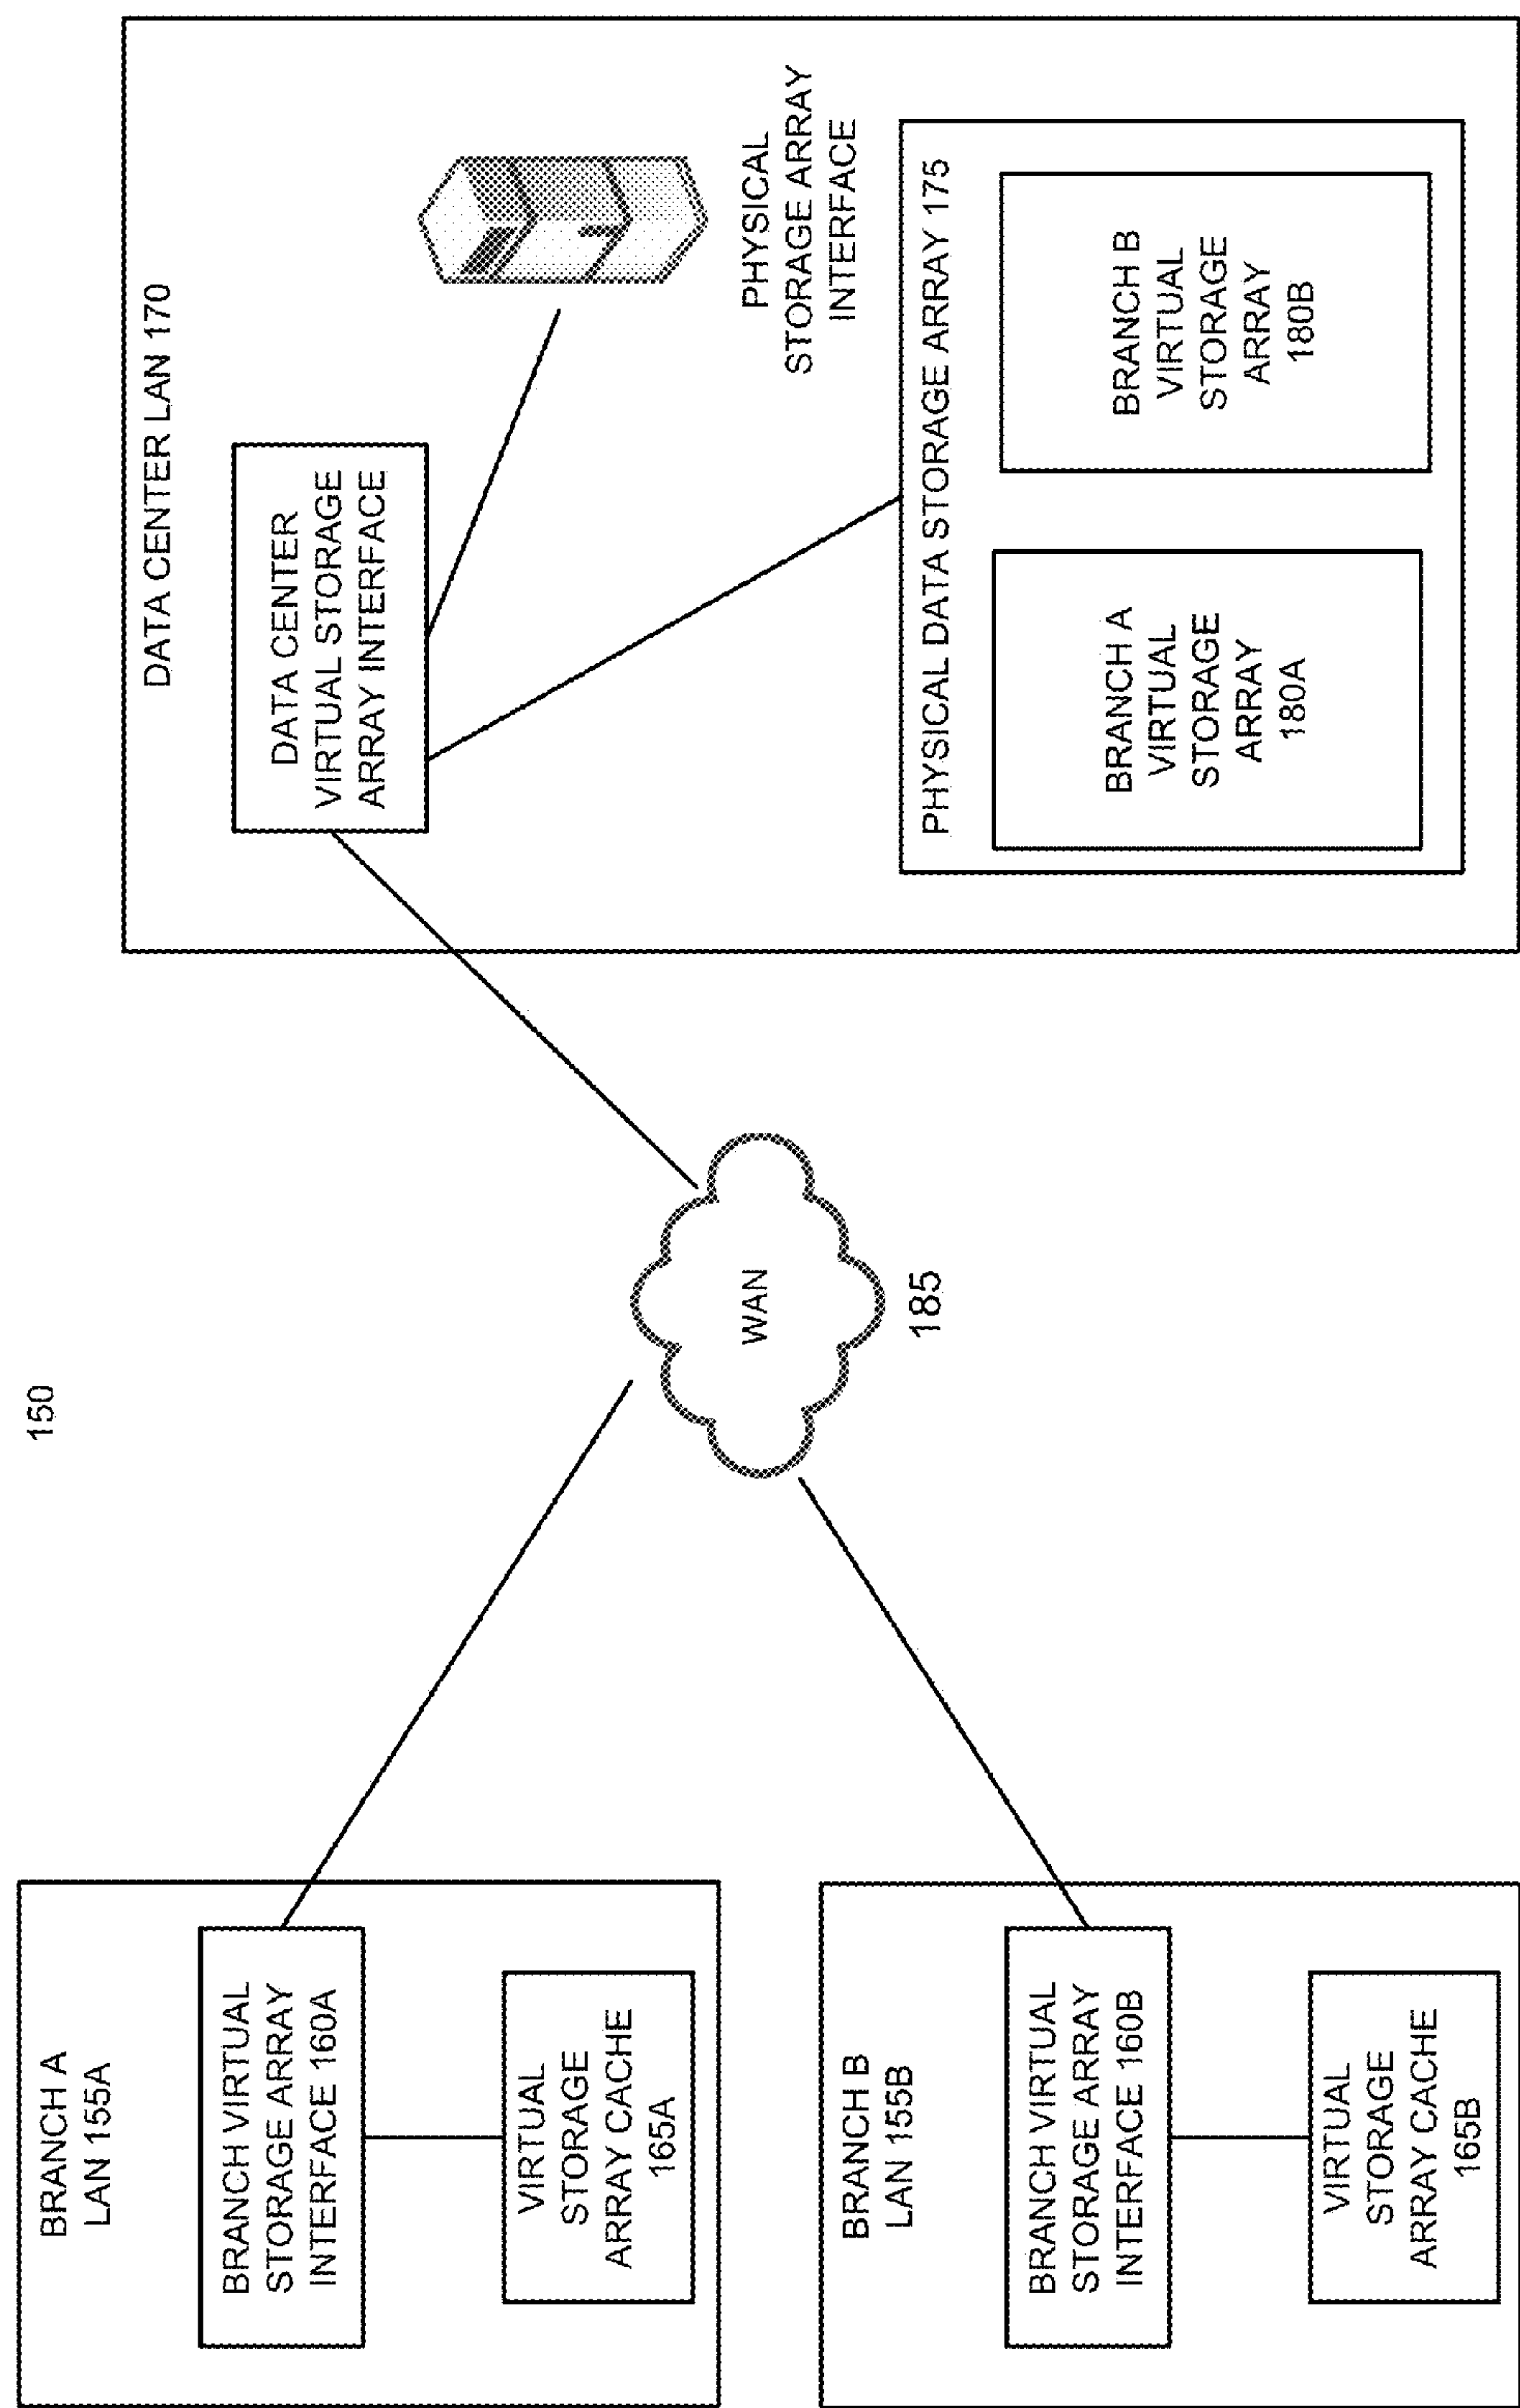 150
BRANCH A
LAN 155A
BRANCH VIRTUAL
STORAGE ARRAY
INTERFACE 160A
VIRTUAL
STORAGE
ARRAY CACHE
165A
BRANCH B
LAN 155B
BRANCH VIRTUAL
STORAGE ARRAY
INTERFACE 160B
VIRTUAL
STORAGE
ARRAY CACHE
165B
WAN
185
DATA CENTER LAN 170
DATA CENTER
VIRTUAL STORAGE
ARRAY INTERFACE
PHYSICAL
STORAGE ARRAY
INTERFACE
PHYSICAL DATA STORAGE ARRAY 175
BRANCH A
VIRTUAL
STORAGE
ARRAY
180A
BRANCH B
VIRTUAL
STORAGE
ARRAY
180B